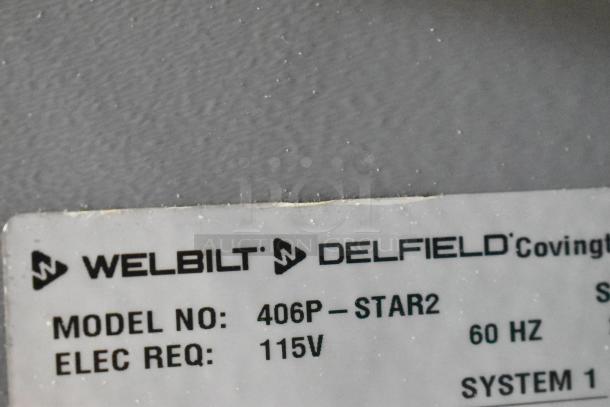 WELBILT DELFIELD Covingt
MODEL NO: 406P-STAR2 S
ELEC REQ: 115V 60 HZ
SYSTEM 1